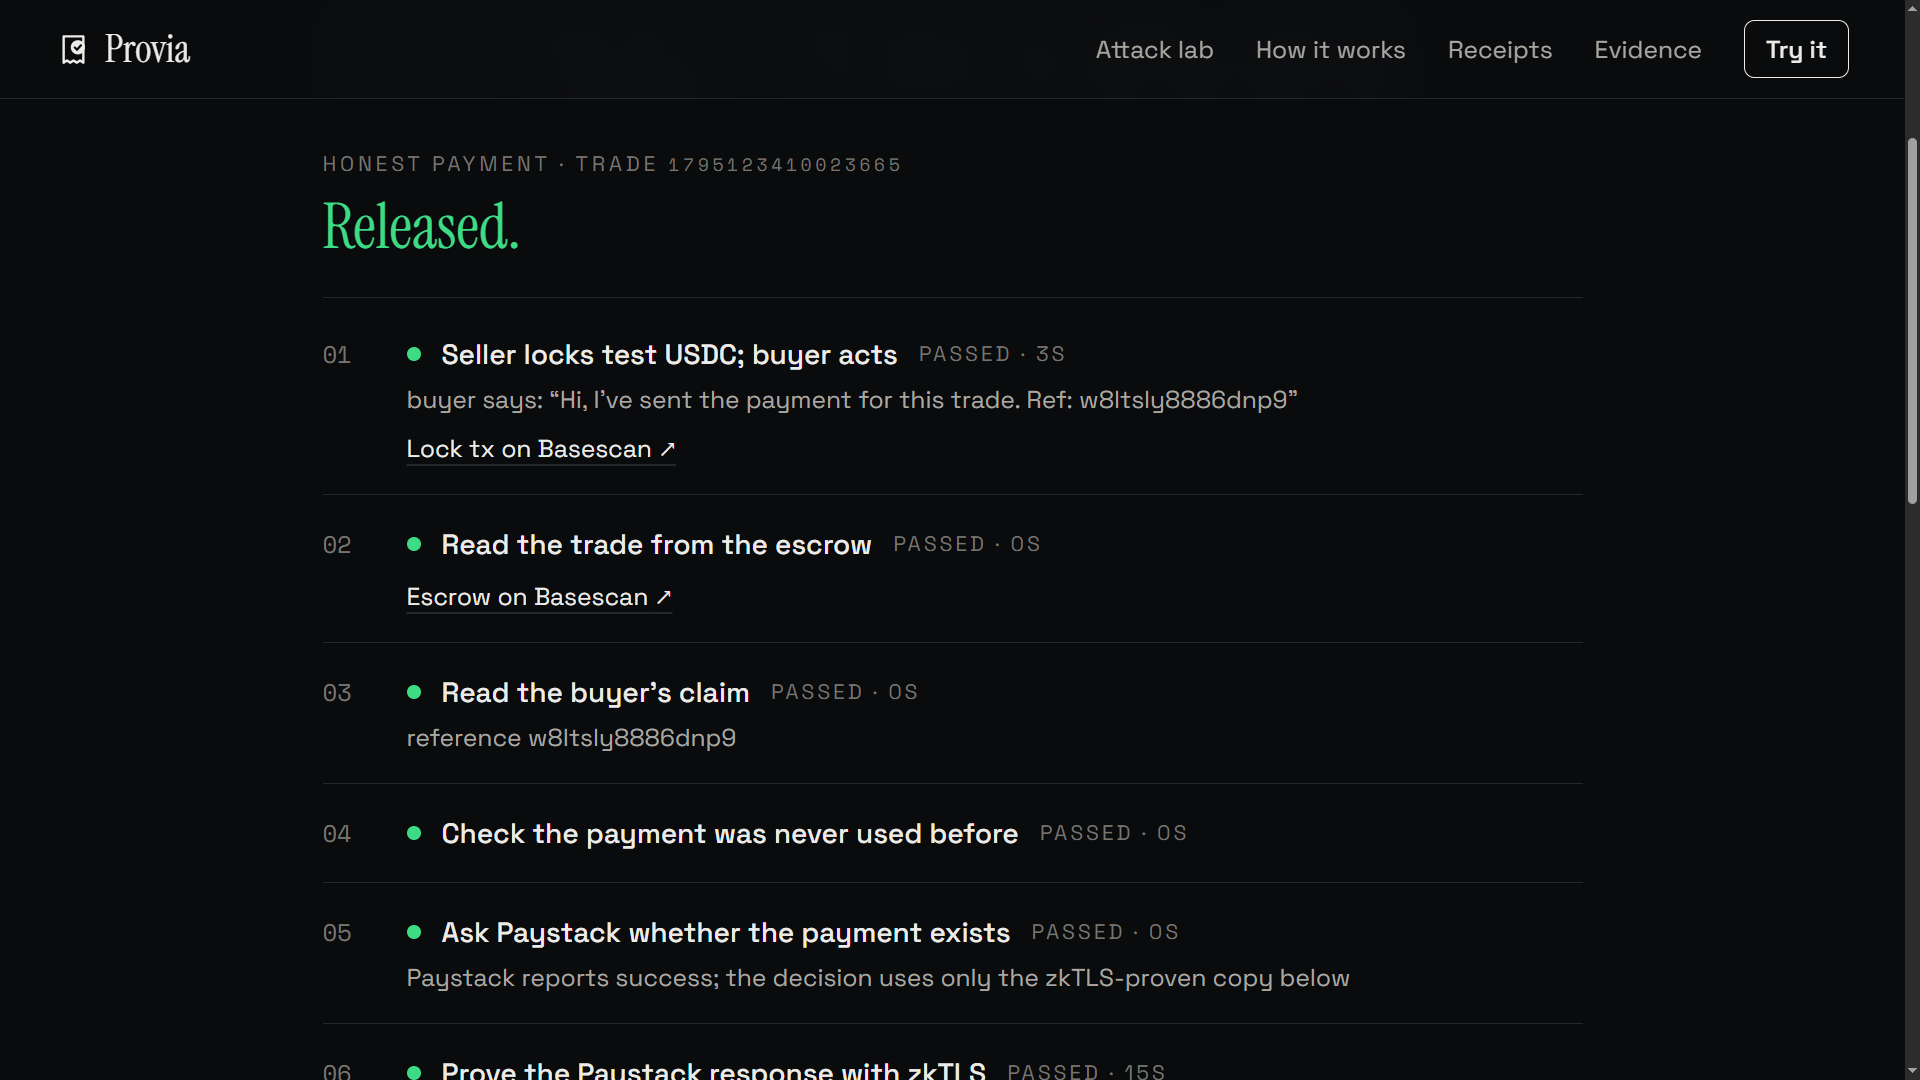 Provia
Attack lab
How it works
Receipts
Evidence
Try it
HONEST PAYMENT · TRADE 1795123410023665
Released.
01
Seller locks test USDC; buyer acts PASSED · 3S
buyer says: “Hi, I’ve sent the payment for this trade. Ref: w8ltsly8886dnp9”
Lock tx on Basescan ↗
02
Read the trade from the escrow PASSED · 0S
Escrow on Basescan ↗
03
Read the buyer’s claim PASSED · 0S
reference w8ltsly8886dnp9
04
Check the payment was never used before PASSED · 0S
05
Ask Paystack whether the payment exists PASSED · 0S
Paystack reports success; the decision uses only the zkTLS-proven copy below
06
Prove the Paystack response with zkTLS PASSED · 15S